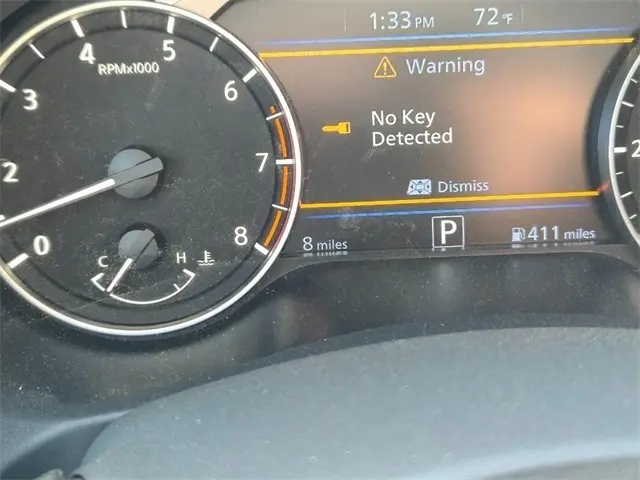 1:33 PM 72°F
Warning
No Key
Detected
Dismiss
8 miles P 411 miles
RPMx1000
0
2
3
4
5
6
7
8
C H
2